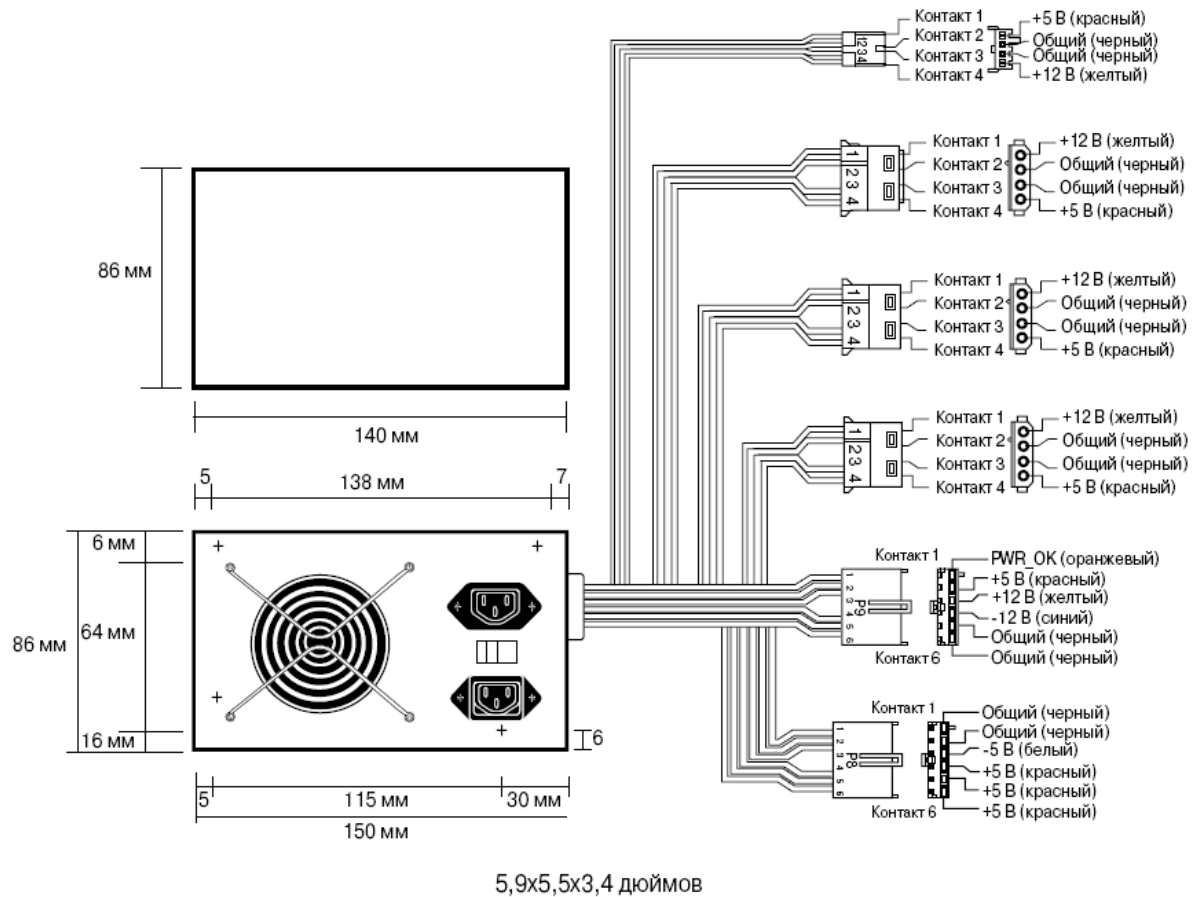 Контакт 1
Контакт 2
Контакт 3
Контакт 4
1234
+5 В (красный)
Общий (черный)
Общий (черный)
+12 В (желтый)
1
2
3
4
Контакт 1
Контакт 2
Контакт 3
Контакт 4
+12 В (желтый)
Общий (черный)
Общий (черный)
+5 В (красный)
86 мм
140 мм
1
2
3
4
Контакт 1
Контакт 2
Контакт 3
Контакт 4
+12 В (желтый)
Общий (черный)
Общий (черный)
+5 В (красный)
1
2
3
4
Контакт 1
Контакт 2
Контакт 3
Контакт 4
+12 В (желтый)
Общий (черный)
Общий (черный)
+5 В (красный)
5
138 мм
7
6 мм
64 мм
86 мм
16 мм
6
5
115 мм
30 мм
150 мм
Контакт 1
1
2
3
4
5
6
P9
Контакт 6
PWR_OK (оранжевый)
+5 В (красный)
+12 В (желтый)
-12 В (синий)
Общий (черный)
Общий (черный)
Контакт 1
1
2
3
4
5
6
P8
Контакт 6
Общий (черный)
Общий (черный)
-5 В (белый)
+5 В (красный)
+5 В (красный)
+5 В (красный)
5,9x5,5x3,4 дюймов